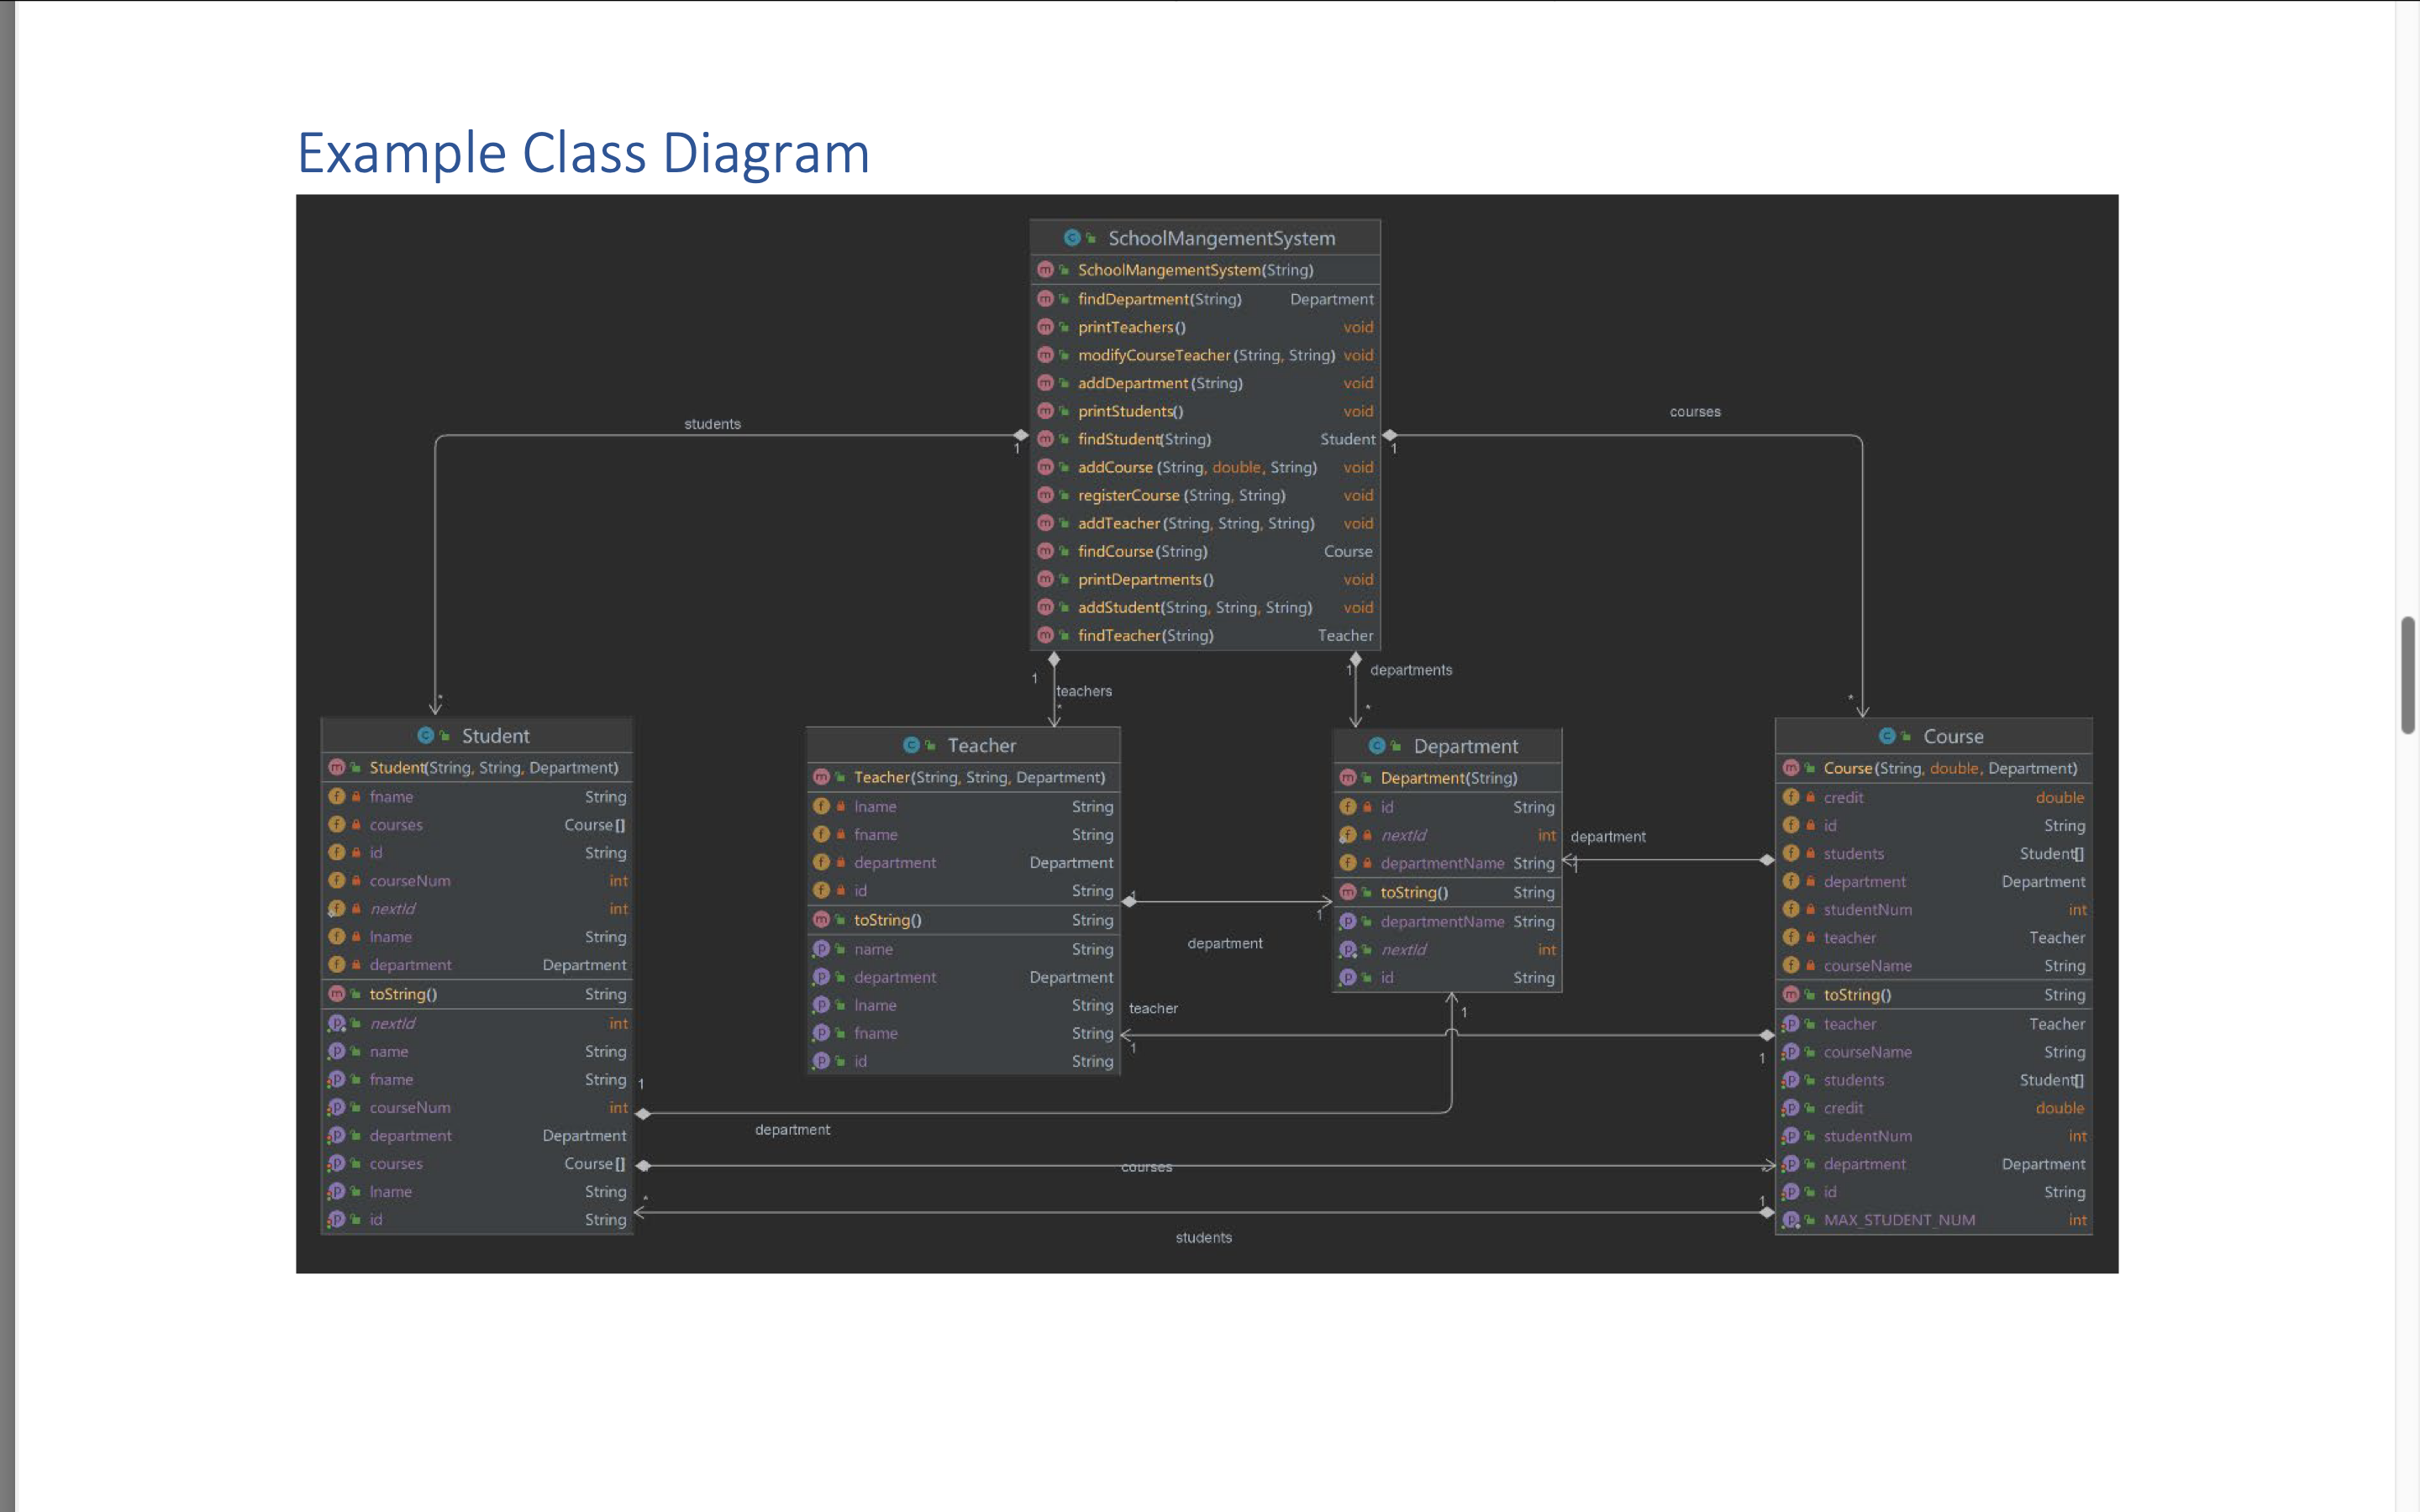 Example Class Diagram
SchoolMangementSystem
SchoolMangementSystem(String)
findDepartment(String) Department
printTeachers() void
modifyCourseTeacher(String, String) void
addDepartment(String) void
printStudents() void
findStudent(String) Student
addCourse(String, double, String) void
registerCourse(String, String) void
addTeacher(String, String, String) void
findCourse(String) Course
printDepartments() void
addStudent(String, String, String) void
findTeacher(String) Teacher
students
1
courses
1
1
teachers
*
1
departments
*
*
*
Student
Student(String, String, Department)
fname String
courses Course[]
id String
courseNum int
nextId int
lname String
department Department
toString() String
nextId int
name String
fname String
courseNum int
department Department
courses Course[]
lname String
id String
Teacher
Teacher(String, String, Department)
lname String
fname String
department Department
id String
toString() String
name String
department Department
lname String
fname String
id String
Department
Department(String)
id String
nextId int
departmentName String
toString() String
departmentName String
nextId int
id String
Course
Course(String, double, Department)
credit double
id String
students Student[]
department Department
studentNum int
teacher Teacher
courseName String
toString() String
teacher Teacher
courseName String
students Student[]
credit double
studentNum int
department Department
id String
MAX_STUDENT_NUM int
department
1
1
1
department
teacher
1
1
1
1
department
courses
*
1
students